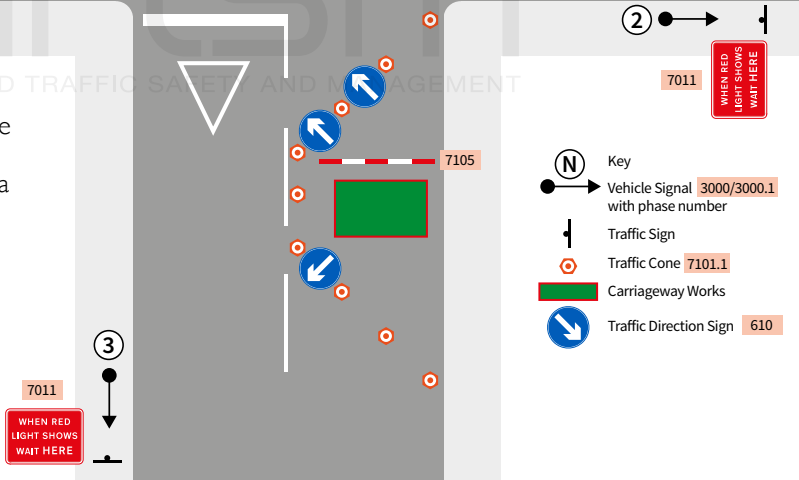 2
7011
WHEN RED
LIGHT SHOWS
WAIT HERE
D TRAFFIC SAFETY AND M AGEMENT
e
a
7105
N
Key
Vehicle Signal 3000/3000.1
with phase number
Traffic Sign
Traffic Cone 7101.1
Carriageway Works
Traffic Direction Sign 610
3
7011
WHEN RED
LIGHT SHOWS
WAIT HERE